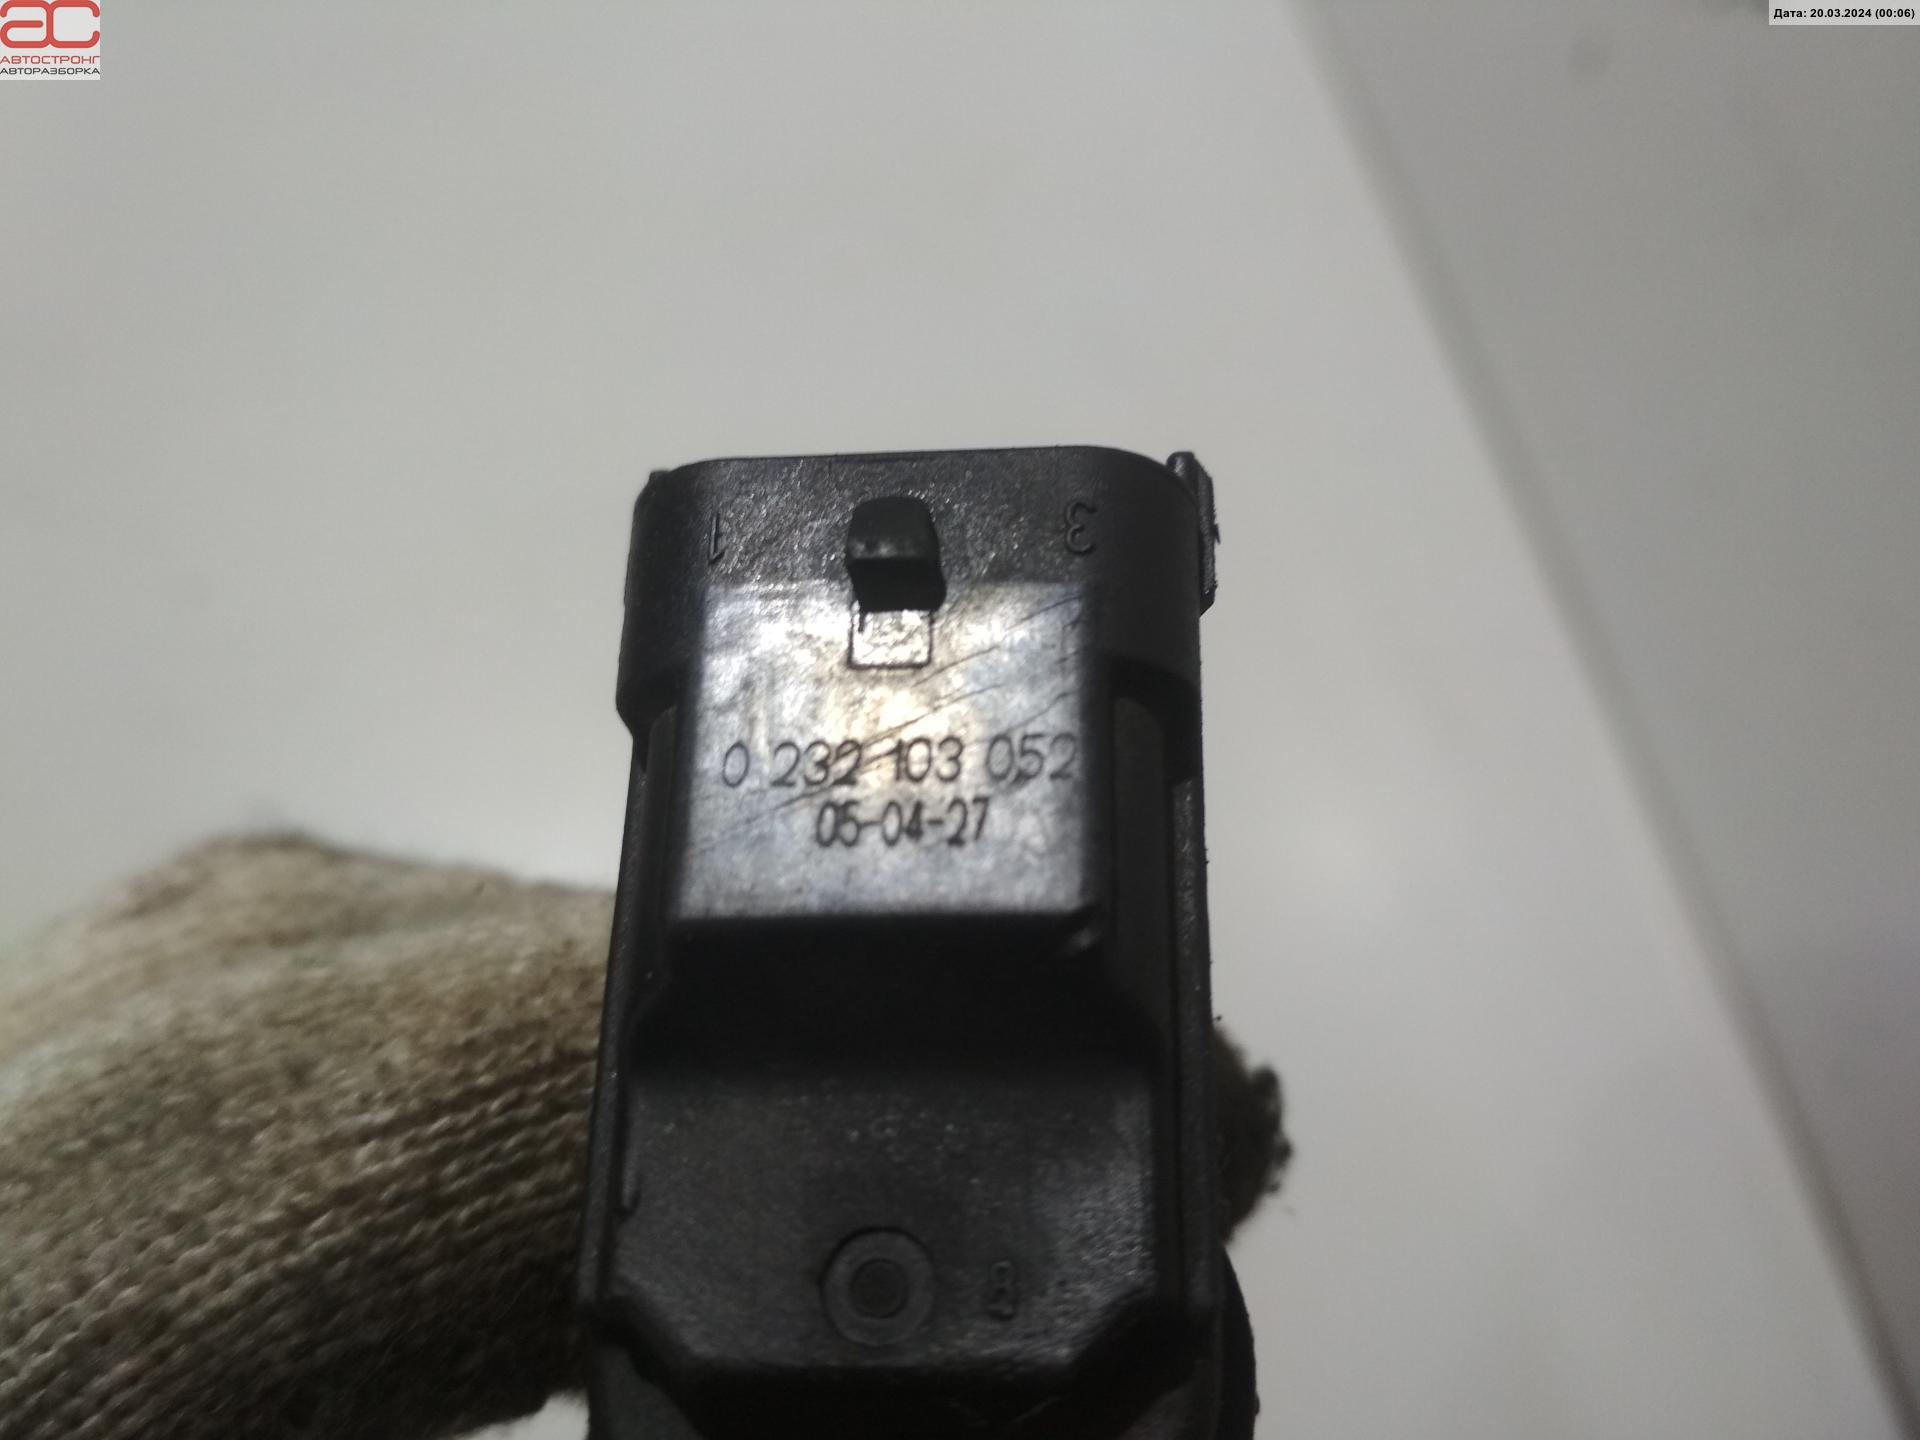 ас
АВТОСТРОНГ
АВТОРАЗБОРКА
Дата: 20.03.2024 (00:06)
1 3
0 232 103 052
05-04-27